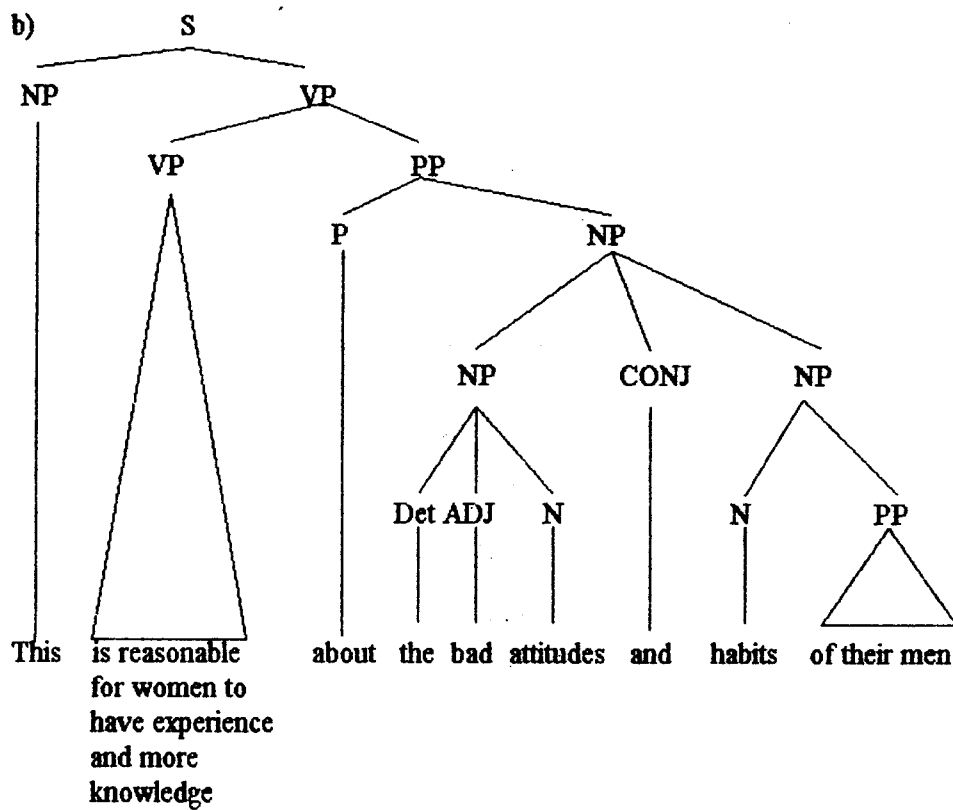 b) S
NP VP
VP PP
P NP
NP CONJ NP
Det ADJ N N PP
This is reasonable about the bad attitudes and habits of their men
for women to
have experience
and more
knowledge